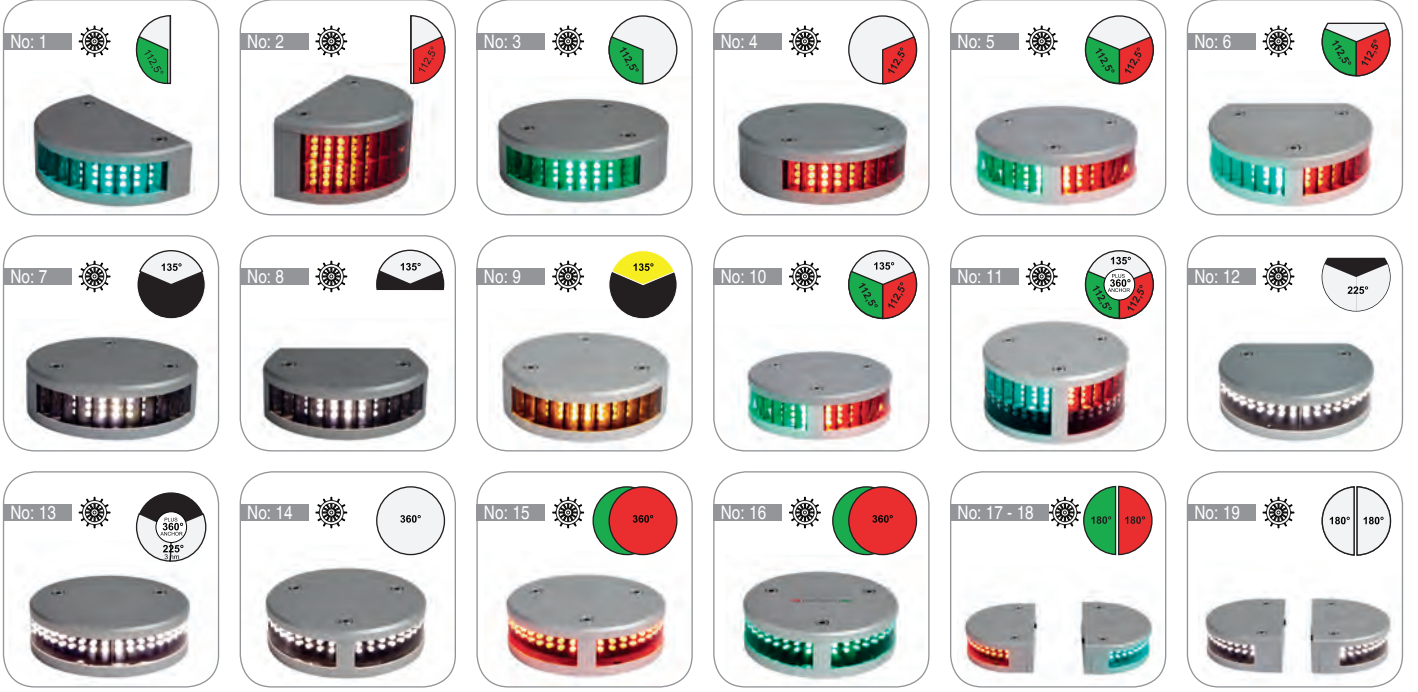 No: 1
112,5°
No: 2
112,5°
No: 3
112,5°
No: 4
112,5°
No: 5
112,5°
112,5°
No: 6
112,5°
112,5°
No: 7
135°
No: 8
135°
No: 9
135°
No: 10
135°
112,5°
112,5°
No: 11
135°
PLUS
360°
ANCHOR
112,5°
112,5°
No: 12
225°
No: 13
PLUS
360°
ANCHOR
225°
3 nm
No: 14
360°
No: 15
360°
No: 16
360°
No: 17 - 18
180°
180°
No: 19
180°
180°